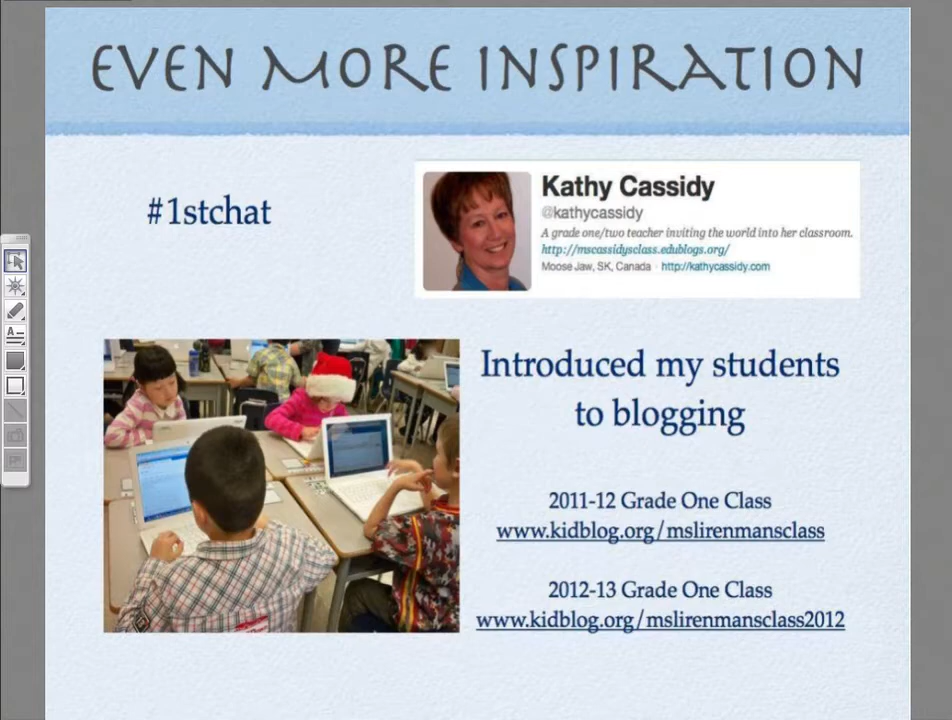 EVEN MORE INSPIRATION
#1stchat
Kathy Cassidy
@kathycassidy
A grade one/two teacher inviting the world into her classroom.
http://mscassidysclass.edublogs.org/
Moose Jaw, SK, Canada · http://kathycassidy.com
Introduced my students
to blogging
2011-12 Grade One Class
www.kidblog.org/mslirenmansclass
2012-13 Grade One Class
www.kidblog.org/mslirenmansclass2012